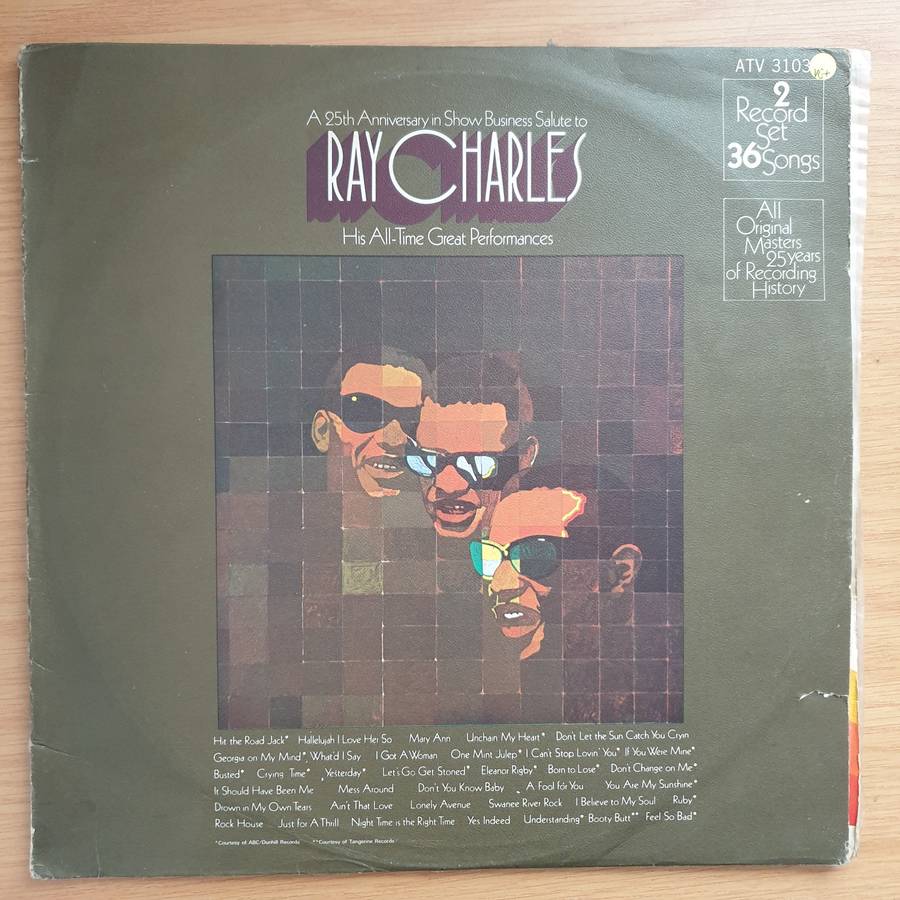 ATV 3103
VG+
2
Record
Set
36 Songs
A 25th Anniversary in Show Business Salute to
RAY CHARLES
His All-Time Great Performances
All
Original
Masters
25 years
of Recording
History
Hit the Road Jack* Hallelujah I Love Her So Mary Ann Unchain My Heart* Don't Let the Sun Catch You Cryin
Georgia on My Mind* What'd I Say I Got A Woman One Mint Julep* I Can't Stop Lovin' You* If You Were Mine*
Busted* Crying Time* Yesterday* Let's Go Get Stoned* Eleanor Rigby* Born to Lose* Don't Change on Me*
It Should Have Been Me Mess Around Don't You Know Baby A Fool for You You Are My Sunshine*
Drown in My Own Tears Ain't That Love Lonely Avenue Swanee River Rock I Believe to My Soul Ruby*
Rock House Just for A Thrill Night Time is the Right Time Yes Indeed Understanding* Booty Butt** Feel So Bad*
*Courtesy of ABC/Dunhill Records **Courtesy of Tangerine Records